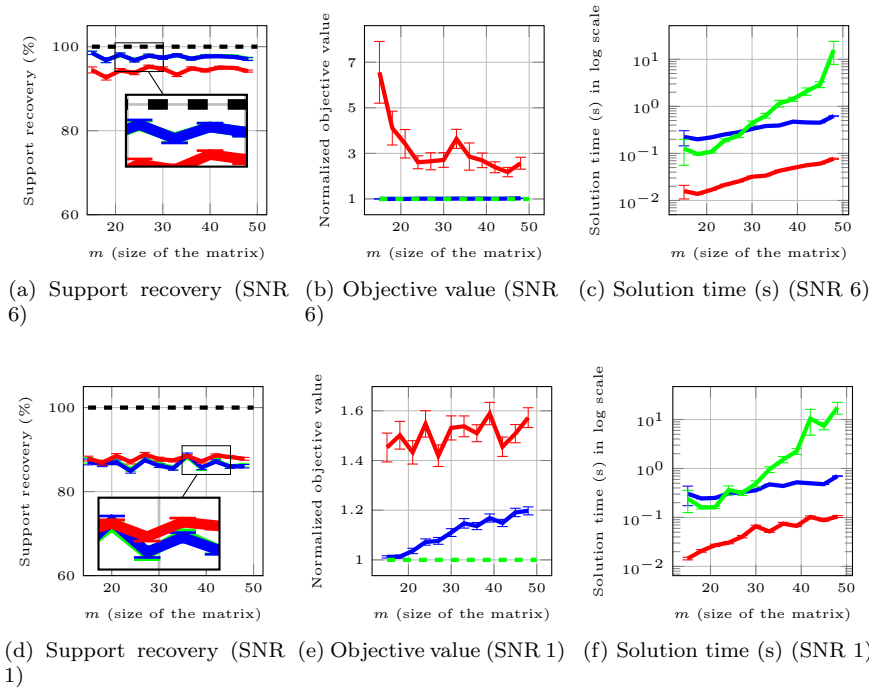 Support recovery (%)
100
80
60
20
30
40
50
m (size of the matrix)
(a) Support recovery (SNR
6)
Normalized objective value
7
5
3
1
20
30
40
50
m (size of the matrix)
(b) Objective value (SNR
6)
Solution time (s) in log scale
10^1
10^0
10^−1
10^−2
20
30
40
50
m (size of the matrix)
(c) Solution time (s) (SNR 6)
Support recovery (%)
100
80
60
20
30
40
50
m (size of the matrix)
(d) Support recovery (SNR
1)
Normalized objective value
1.6
1.4
1.2
1
20
30
40
50
m (size of the matrix)
(e) Objective value (SNR 1)
Solution time (s) in log scale
10^1
10^0
10^−1
10^−2
20
30
40
50
m (size of the matrix)
(f) Solution time (s) (SNR 1)